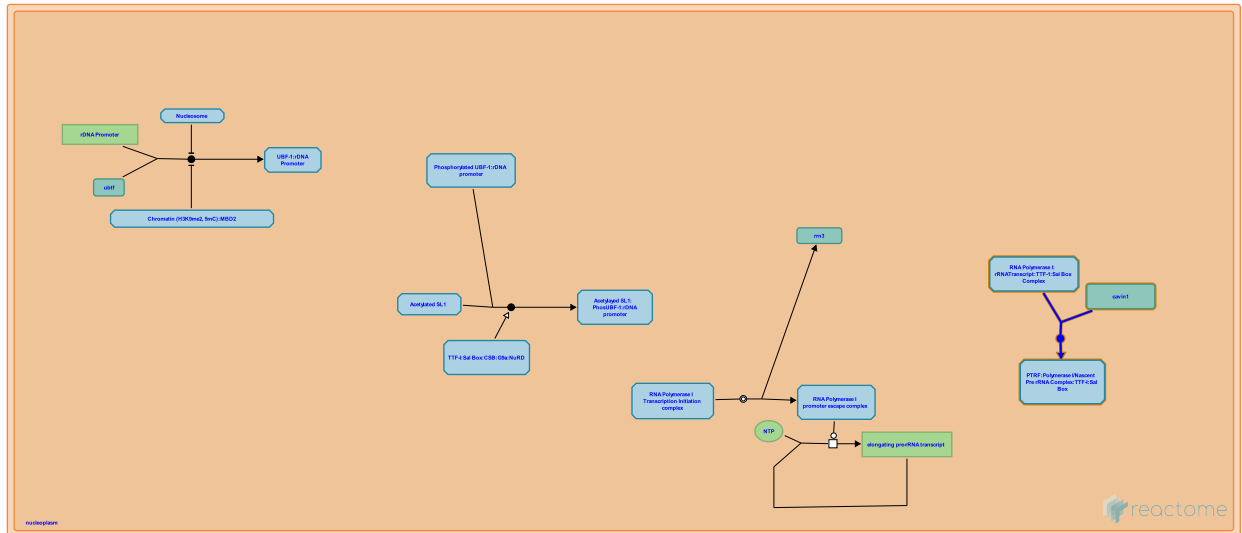 Nucleosome
rDNA Promoter
UBF-1:rDNA
Promoter
ubtf
Chromatin (H3K9me2, 5mC):MBD2
Phosphorylated UBF-1:rDNA
promoter
Acetylated SL1
Acetylayed SL1:
PhosUBF-1:rDNA
promoter
TTF-I:Sal Box:CSB:G9a:NuRD
rrn3
RNA Polymerase I
Transcription Initiation
complex
RNA Polymerase I
promoter escape complex
NTP
elongating pre-rRNA transcript
RNA Polymerase I:
rRNATranscript:TTF-1:Sal Box
Complex
cavin1
PTRF:Polymerase I/Nascent
Pre rRNA Complex:TTF-I:Sal
Box
nucleoplasm
reactome